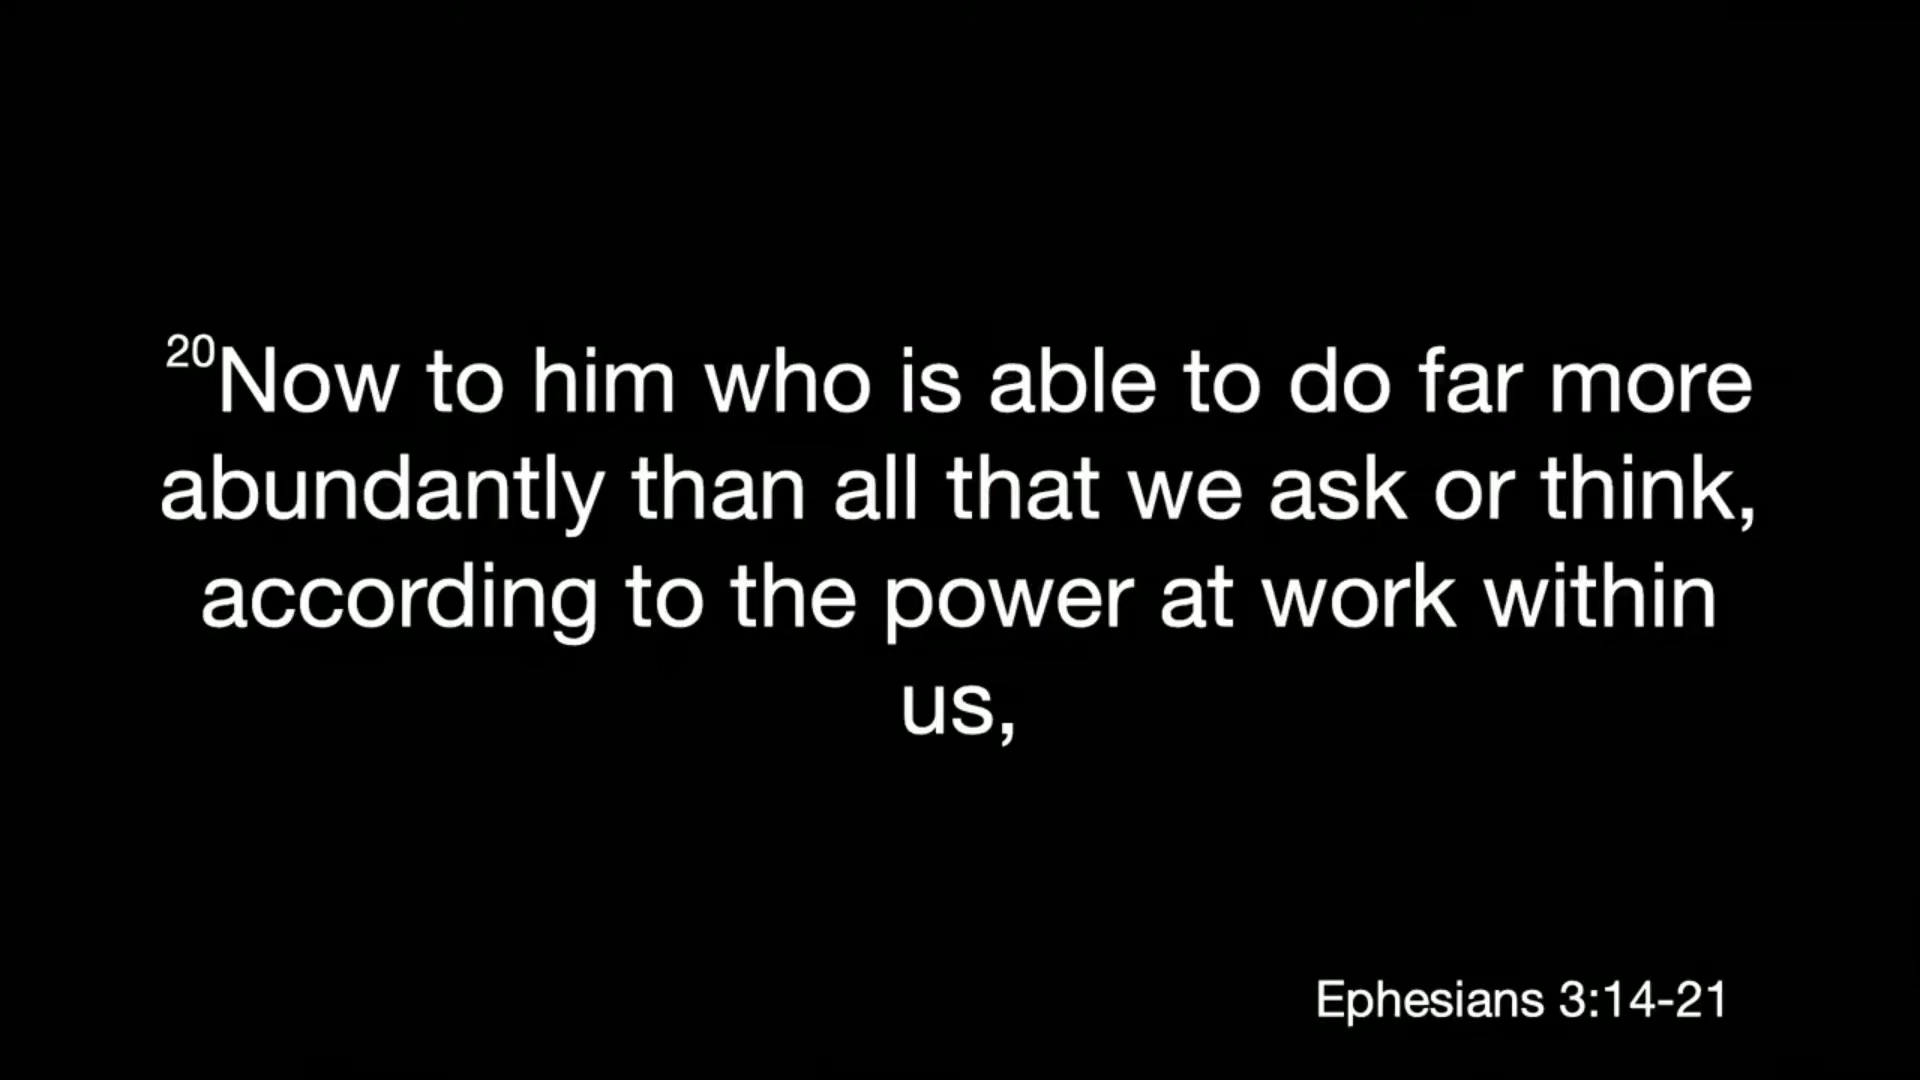 20Now to him who is able to do far more
abundantly than all that we ask or think,
according to the power at work within
us,
Ephesians 3:14-21